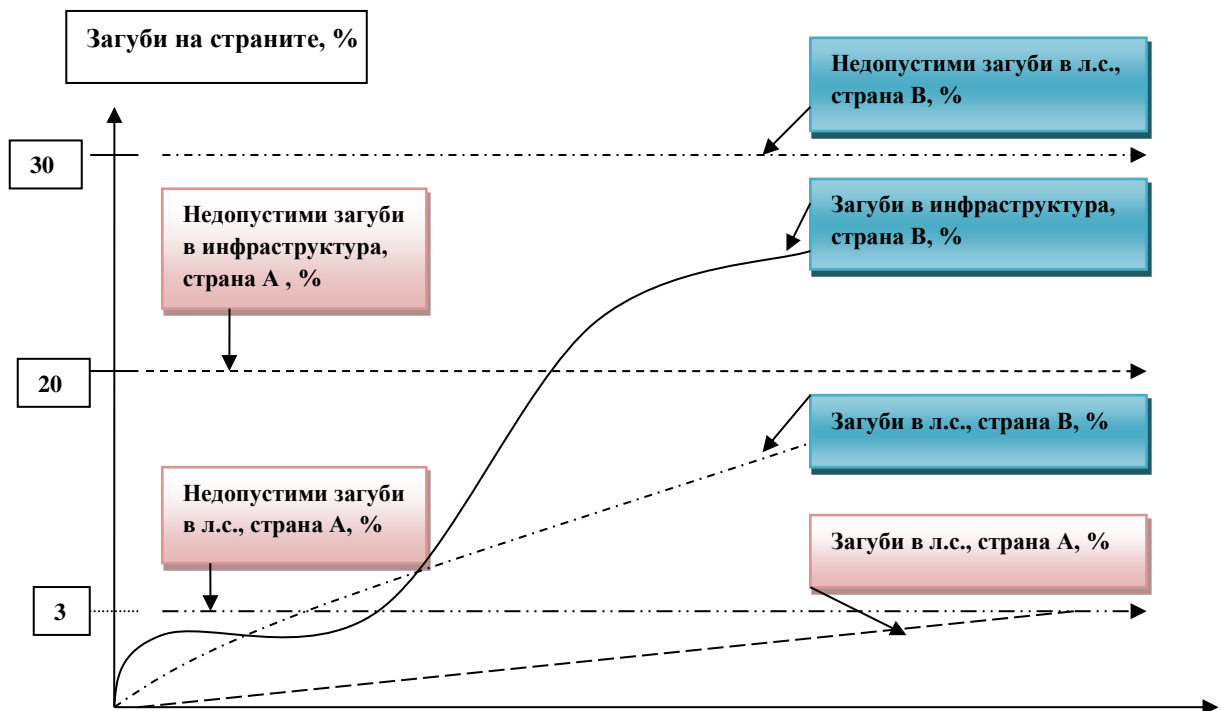 Загуби на страните, %
Недопустими загуби в л.с.,
страна В, %
30
Недопустими загуби
в инфраструктура,
страна А , %
Загуби в инфраструктура,
страна В, %
20
Загуби в л.с., страна В, %
Недопустими загуби
в л.с., страна А, %
Загуби в л.с., страна А, %
3